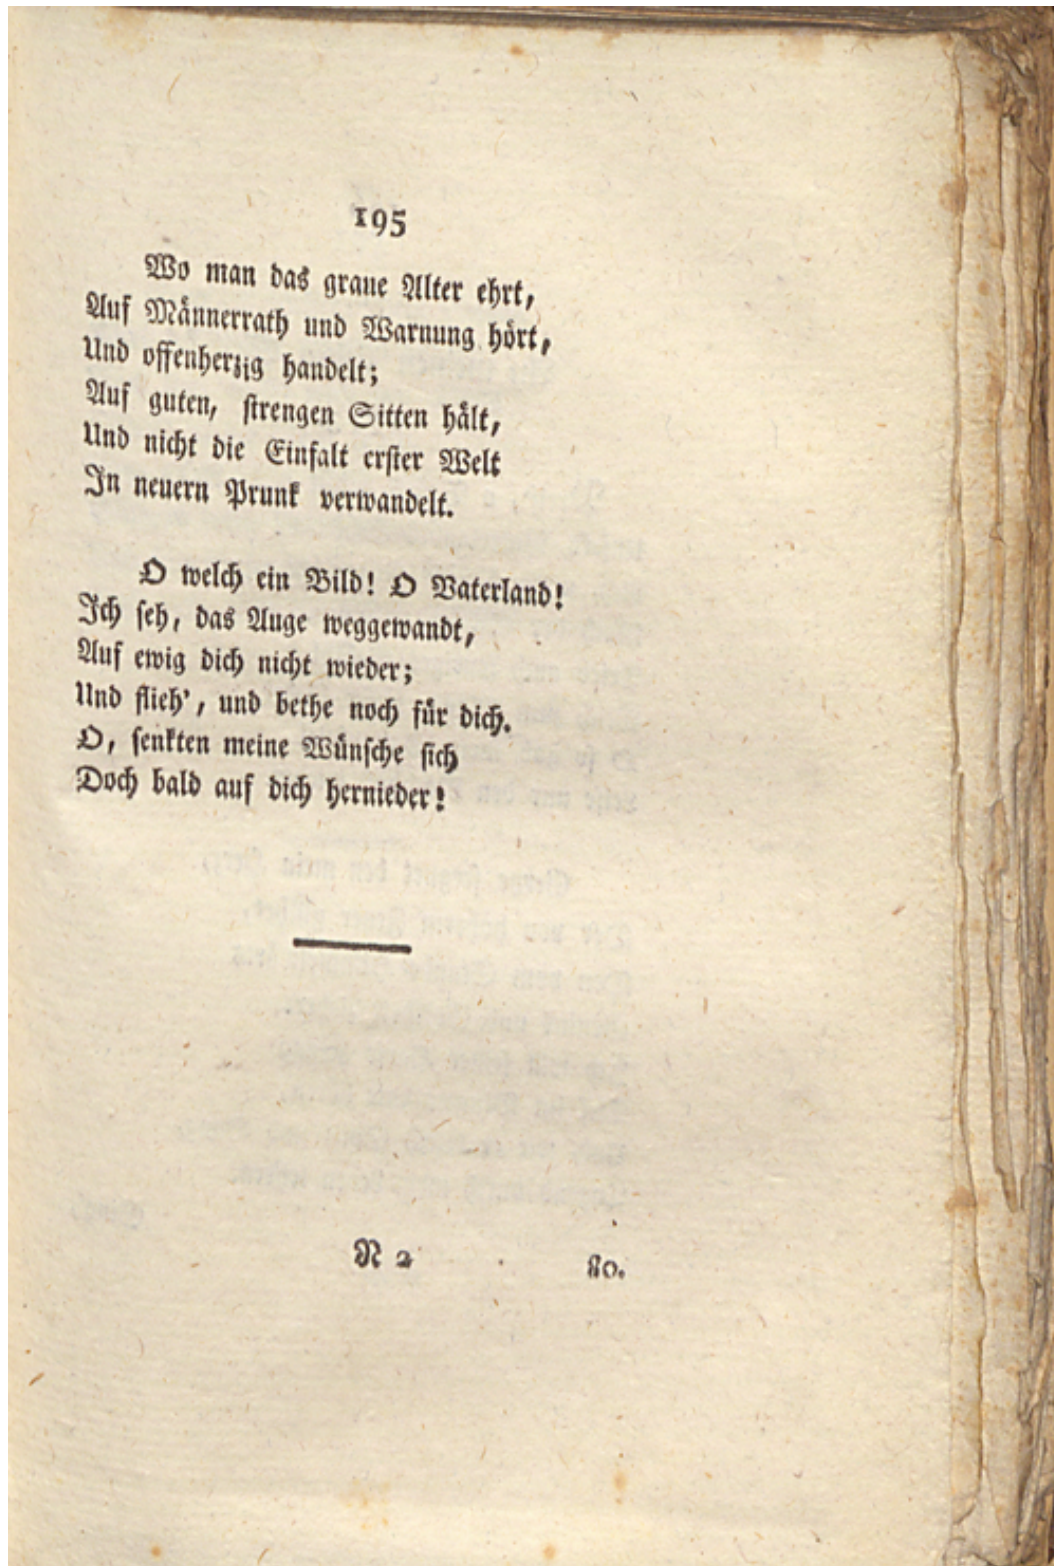 195
Wo man das graue Alter ehrt,
Auf Männerrath und Warnung hört,
Und offenherzig handelt;
Auf guten, strengen Sitten hält,
Und nicht die Einfalt erster Welt
In neuern Prunk verwandelt.
O welch ein Bild! O Vaterland!
Ich seh, das Auge weggewandt,
Auf ewig dich nicht wieder;
Und flieh', und bethe noch für dich.
O, senkten meine Wünsche sich
Doch bald auf dich hernieder!
N 2 80.